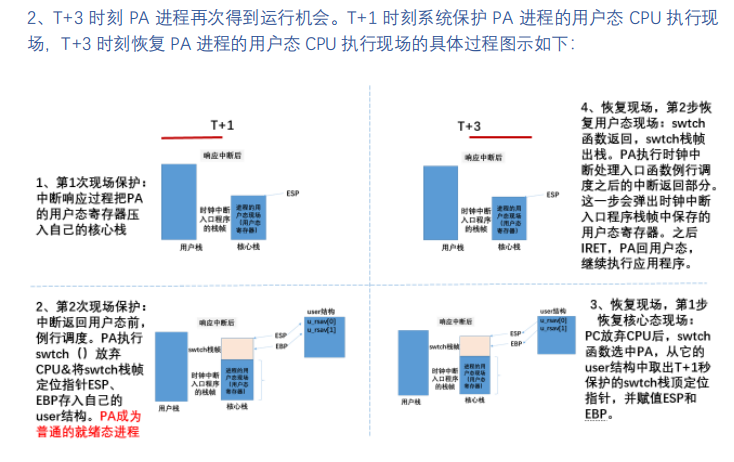 2、T+3 时刻 PA 进程再次得到运行机会。T+1 时刻系统保护 PA 进程的用户态 CPU 执行现
场，T+3 时刻恢复 PA 进程的用户态 CPU 执行现场的具体过程图示如下：
T+1
响应中断后
1、第1次现场保护：
中断响应过程把PA
的用户态寄存器压
入自己的核心栈
时钟中断
入口程序
的栈帧
进程的用
户态现场
（用户态
寄存器）
ESP
用户栈
核心栈
T+3
响应中断后
时钟中断
入口程序
的栈帧
进程的用
户态现场
（用户态
寄存器）
ESP
用户栈
核心栈
4、恢复现场，第2步恢
复用户态现场：swtch
函数返回，swtch栈帧
出栈。PA执行时钟中
断处理入口函数例行调
度之后的中断返回部分。
这一步会弹出时钟中断
入口程序栈帧中保存的
用户态寄存器。之后
IRET，PA回用户态，
继续执行应用程序。
2、第2次现场保护：
中断返回用户态前，
例行调度。PA执行
swtch（）放弃
CPU&将swtch栈帧
定位指针ESP、
EBP存入自己的
user结构。PA成为
普通的就绪态进程
响应中断后
swtch栈帧
时钟中断
入口程序
的栈帧
进程的用
户态现场
（用户态
寄存器）
ESP
EBP
user结构
u_rsav[0]
u_rsav[1]
用户栈
核心栈
响应中断后
swtch栈帧
时钟中断
入口程序
的栈帧
进程的用
户态现场
（用户态
寄存器）
ESP
EBP
user结构
u_rsav[0]
u_rsav[1]
用户栈
核心栈
3、恢复现场，第1步
恢复核心态现场：
PC放弃CPU后，swtch
函数选中PA，从它的
user结构中取出T+1秒
保护的swtch栈顶定位
指针，并赋值ESP和
EBP。